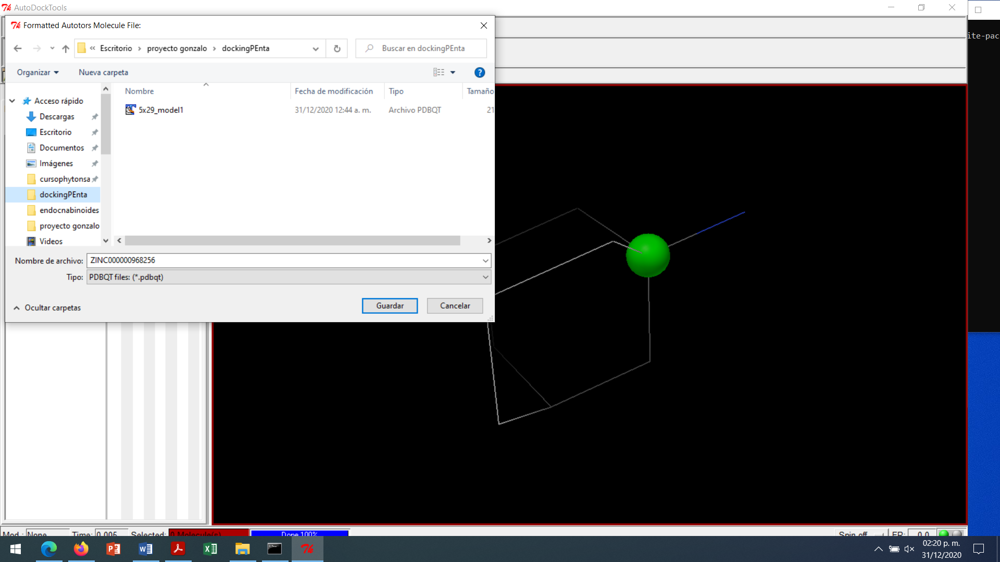 AutoDockTools
Formatted Autotors Molecule File:
« Escritorio › proyecto gonzalo › dockingPEnta
Buscar en dockingPEnta
Organizar
Nueva carpeta
Nombre
Fecha de modificación
Tipo
Tamaño
5x29_model1
31/12/2020 12:44 a. m.
Archivo PDBQT
21
Acceso rápido
Descargas
Escritorio
Documentos
Imágenes
cursophytonsa
dockingPEnta
endocnabinoides
proyecto gonzalo
Videos
Nombre de archivo: ZINC000000968256
Tipo: PDBQT files: (*.pdbqt)
Ocultar carpetas
Guardar
Cancelar
ite-pac
Mod.: None Time: 0.005 Selected: 0 Molecule(s) Done 100% Spin off FR: 0.0
02:20 p. m.
31/12/2020